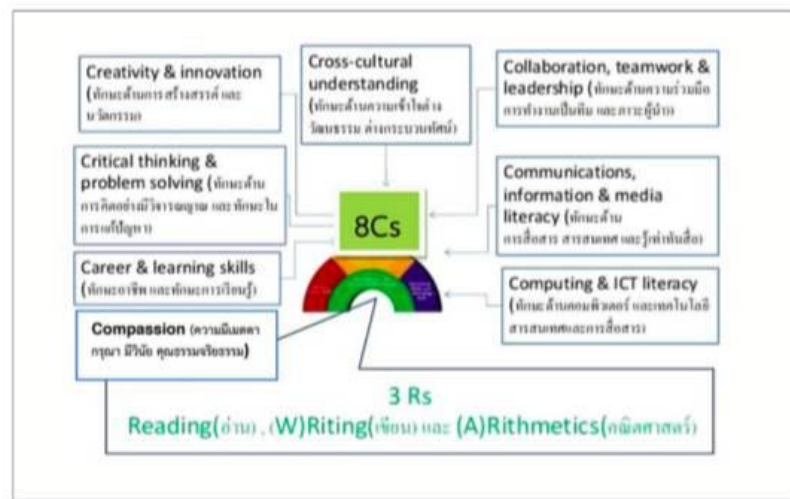 Creativity & innovation
(ทักษะด้านการสร้างสรรค์ และ
นวัตกรรม)
Cross-cultural
understanding
(ทักษะด้านความเข้าใจต่าง
วัฒนธรรม ต่างกระบวนทัศน์)
Collaboration, teamwork &
leadership (ทักษะด้านความร่วมมือ
การทำงานเป็นทีม และภาวะผู้นำ)
Critical thinking &
problem solving (ทักษะด้าน
การคิดอย่างมีวิจารณญาณ และทักษะใน
การแก้ปัญหา)
8Cs
Communications,
information & media
literacy (ทักษะด้าน
การสื่อสาร สารสนเทศ และรู้เท่าทันสื่อ)
Career & learning skills
(ทักษะอาชีพ และทักษะการเรียนรู้)
Computing & ICT literacy
(ทักษะด้านคอมพิวเตอร์ และเทคโนโลยี
สารสนเทศและการสื่อสาร)
Compassion (ความมีเมตตา
กรุณา มีวินัย คุณธรรมจริยธรรม)
3 Rs
Reading(อ่าน) , (W)Riting(เขียน) และ (A)Rithmetics(คณิตศาสตร์)